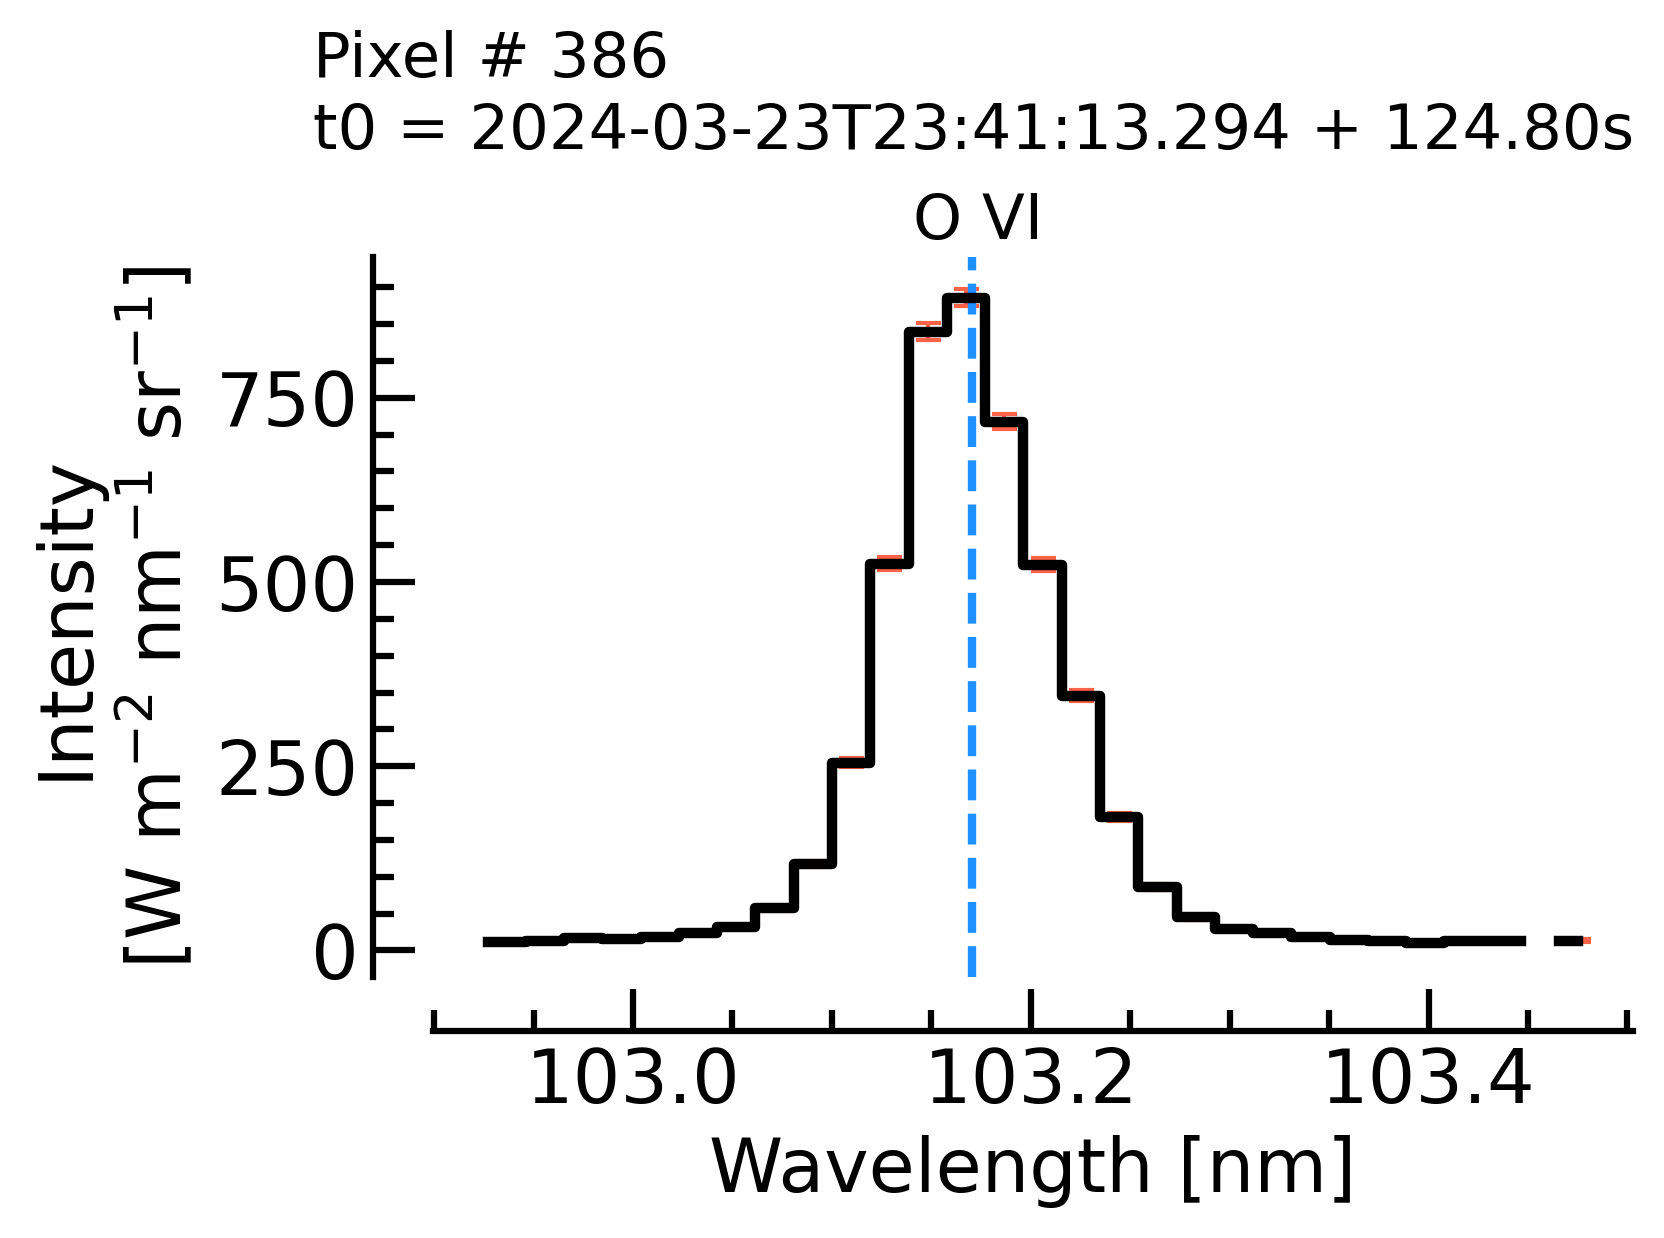 Pixel # 386
t0 = 2024-03-23T23:41:13.294 + 124.80s
O VI
Intensity
[W m⁻² nm⁻¹ sr⁻¹]
750
500
250
0
103.0 103.2 103.4
Wavelength [nm]